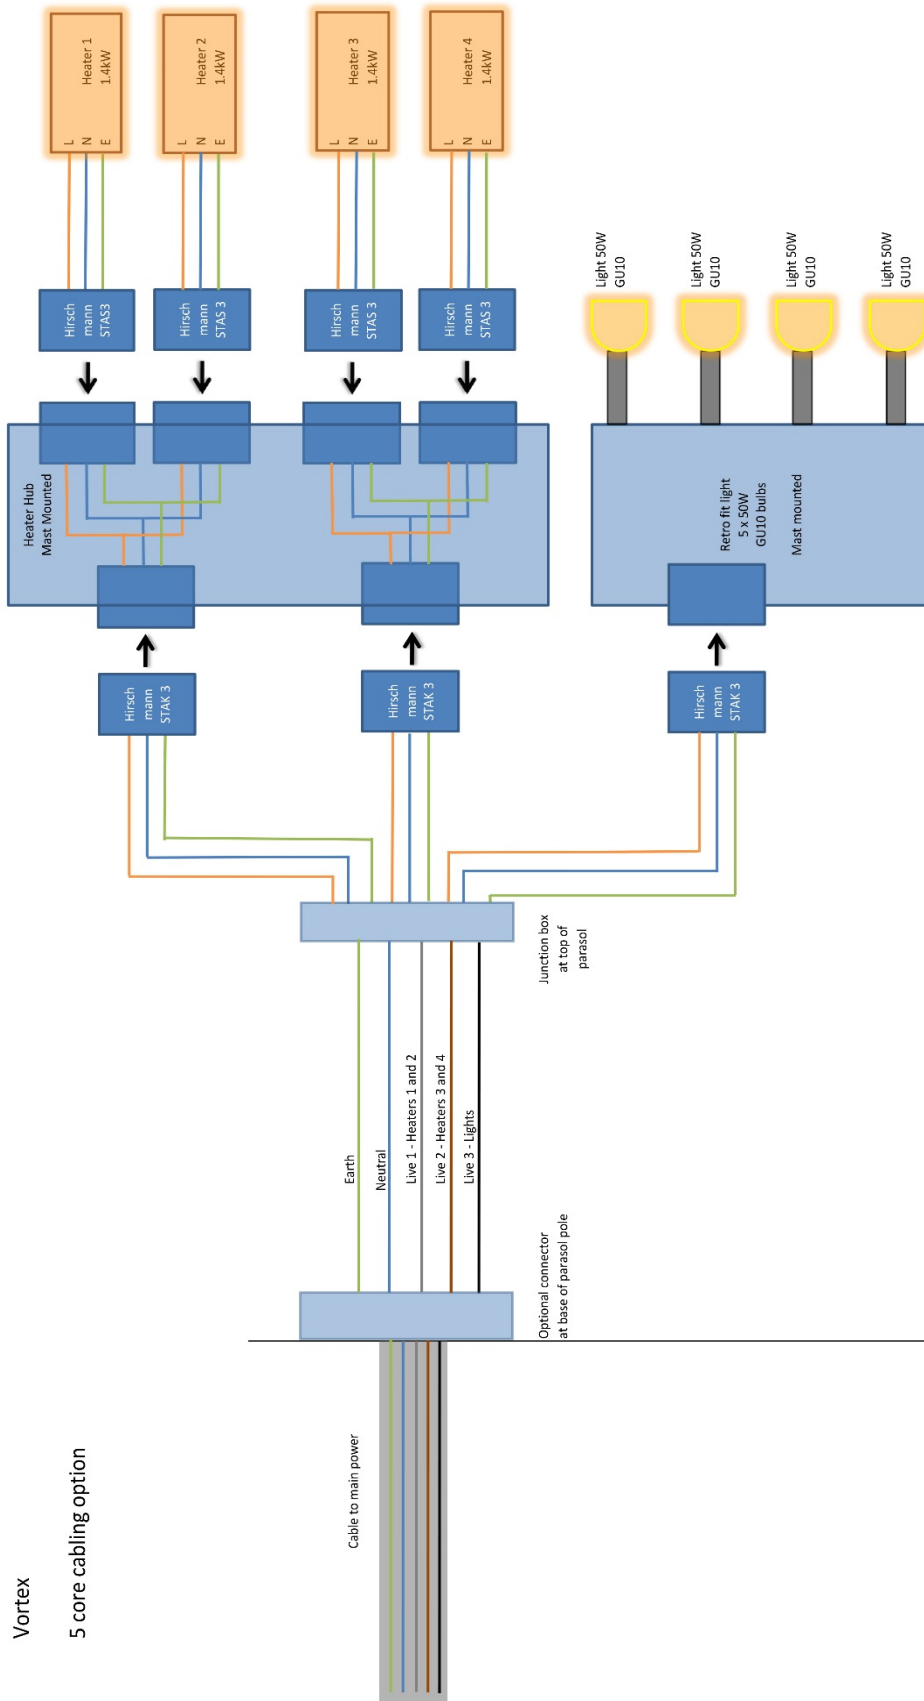 Vortex
5 core cabling option
Cable to main power
Optional connector
at base of parasol pole
Earth
Neutral
Live 1 - Heaters 1 and 2
Live 2 - Heaters 3 and 4
Live 3 - Lights
Junction box
at top of
parasol
Hirsch
mann
STAK 3
Hirsch
mann
STAK 3
Hirsch
mann
STAK 3
Heater Hub
Mast Mounted
Retro fit light
5 x 50W
GU10 bulbs
Mast mounted
Hirsch
mann
STAS3
Hirsch
mann
STAS 3
Hirsch
mann
STAS 3
Hirsch
mann
STAS 3
L
N
E
Heater 1
1.4kW
L
N
E
Heater 2
1.4kW
L
N
E
Heater 3
1.4kW
L
N
E
Heater 4
1.4kW
Light 50W
GU10
Light 50W
GU10
Light 50W
GU10
Light 50W
GU10